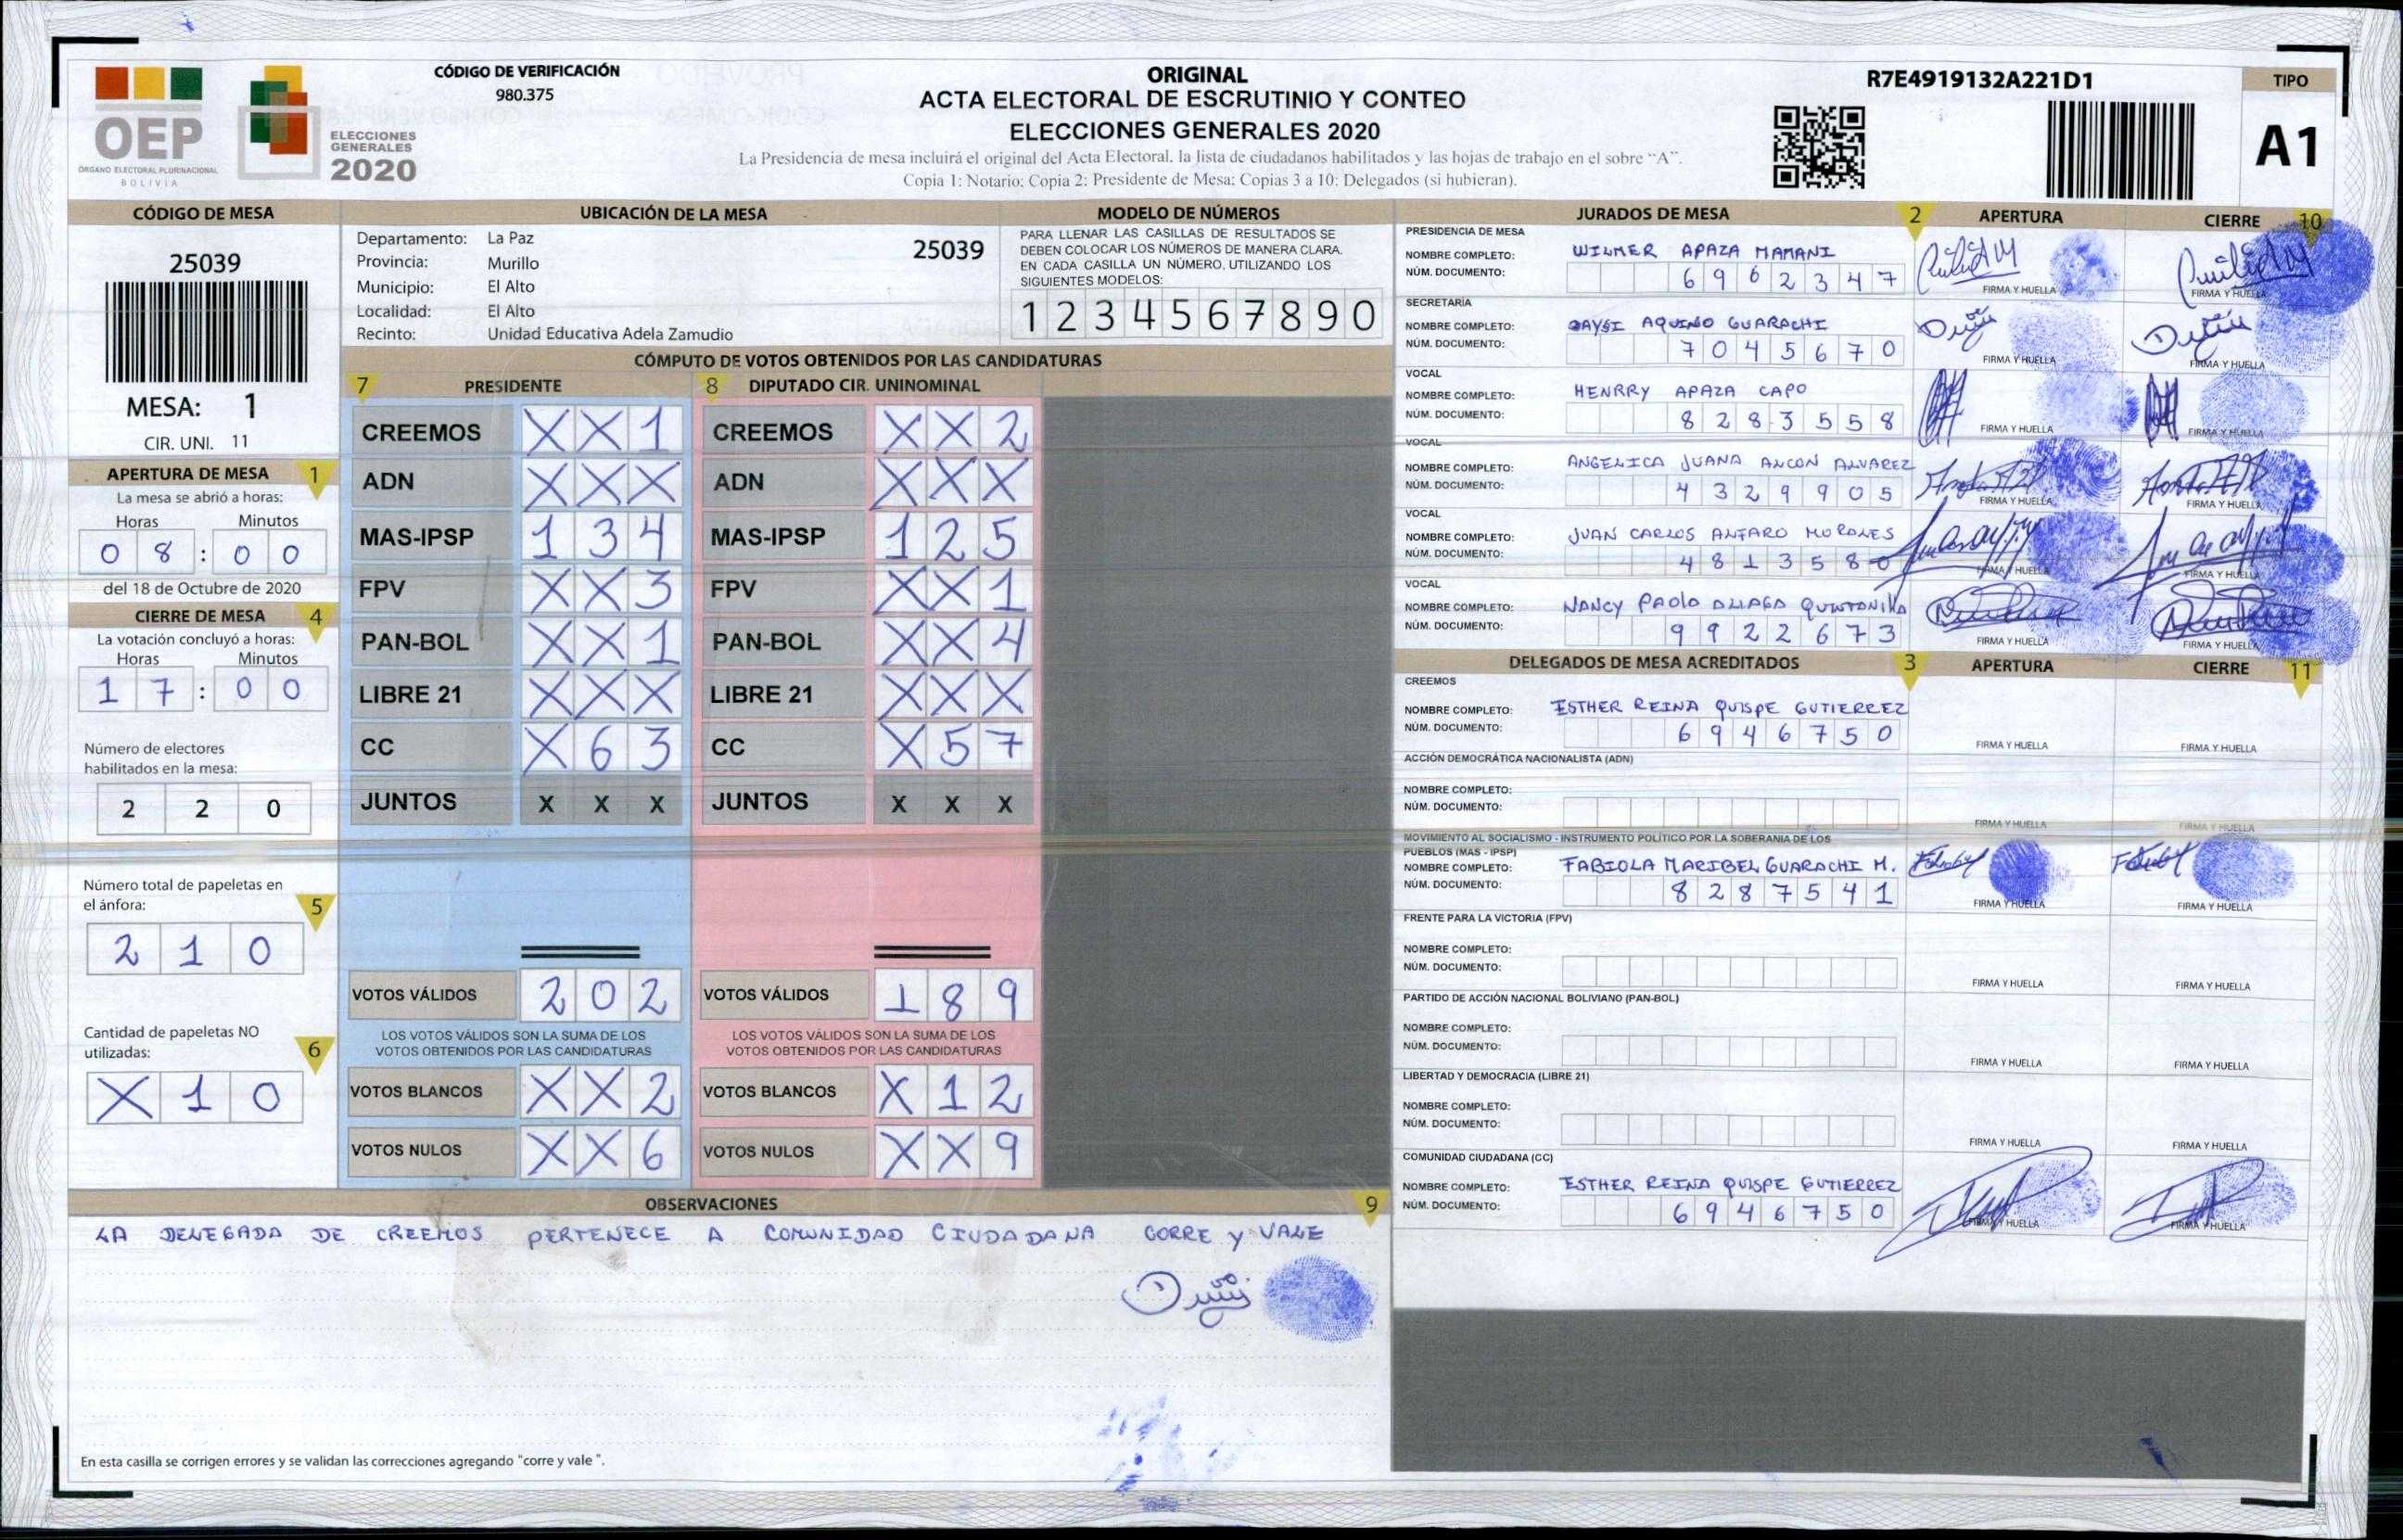 CÓDIGO DE VERIFICACIÓN
980.375
ORIGINAL
ACTA ELECTORAL DE ESCRUTINIO Y CONTEO
ELECCIONES GENERALES 2020
La Presidencia de mesa incluirá el original del Acta Electoral, la lista de ciudadanos habilitados y las hojas de trabajo en el sobre "A".
Copia 1: Notario; Copia 2: Presidente de Mesa; Copias 3 a 10: Delegados (si hubieran).
R7E4919132A221D1
TIPO
A1
OEP
ÓRGANO ELECTORAL PLURINACIONAL
BOLIVIA
ELECCIONES
GENERALES
2020
CÓDIGO DE MESA
25039
MESA: 1
CIR. UNI. 11
UBICACIÓN DE LA MESA
Departamento: La Paz
25039
Provincia: Murillo
Municipio: El Alto
Localidad: El Alto
Recinto: Unidad Educativa Adela Zamudio
MODELO DE NÚMEROS
PARA LLENAR LAS CASILLAS DE RESULTADOS SE
DEBEN COLOCAR LOS NÚMEROS DE MANERA CLARA.
EN CADA CASILLA UN NÚMERO, UTILIZANDO LOS
SIGUIENTES MODELOS:
1 2 3 4 5 6 7 8 9 0
APERTURA DE MESA 1
La mesa se abrió a horas:
Horas Minutos
0 8 : 0 0
del 18 de Octubre de 2020
CIERRE DE MESA 4
La votación concluyó a horas:
Horas Minutos
1 7 : 0 0
Número de electores
habilitados en la mesa:
2 2 0
Número total de papeletas en
el ánfora: 5
2 1 0
Cantidad de papeletas NO
utilizadas: 6
X 1 0
CÓMPUTO DE VOTOS OBTENIDOS POR LAS CANDIDATURAS
7 PRESIDENTE 8 DIPUTADO CIR. UNINOMINAL
CREEMOS X X 1 CREEMOS X X 2
ADN X X X ADN X X X
MAS-IPSP 1 3 4 MAS-IPSP 1 2 5
FPV X X 3 FPV X X 1
PAN-BOL X X 1 PAN-BOL X X 4
LIBRE 21 X X X LIBRE 21 X X X
CC X 6 3 CC X 5 7
JUNTOS X X X JUNTOS X X X
VOTOS VÁLIDOS 2 0 2 VOTOS VÁLIDOS 1 8 9
LOS VOTOS VÁLIDOS SON LA SUMA DE LOS LOS VOTOS VÁLIDOS SON LA SUMA DE LOS
VOTOS OBTENIDOS POR LAS CANDIDATURAS VOTOS OBTENIDOS POR LAS CANDIDATURAS
VOTOS BLANCOS X X 2 VOTOS BLANCOS X 1 2
VOTOS NULOS X X 6 VOTOS NULOS X X 9
OBSERVACIONES 9
LA DELEGADA DE CREEMOS PERTENECE A COMUNIDAD CIUDADANA CORRE y VALE
En esta casilla se corrigen errores y se validan las correcciones agregando "corre y vale ".
JURADOS DE MESA 2 APERTURA CIERRE 10
PRESIDENCIA DE MESA
NOMBRE COMPLETO: WILMER APAZA MAMANI
NÚM. DOCUMENTO: 6 9 6 2 3 4 7
FIRMA Y HUELLA FIRMA Y HUELLA
SECRETARIA
NOMBRE COMPLETO: DAYSI AQUINO GUARACHI
NÚM. DOCUMENTO: 7 0 4 5 6 7 0
FIRMA Y HUELLA FIRMA Y HUELLA
VOCAL
NOMBRE COMPLETO: HENRRY APAZA CAPO
NÚM. DOCUMENTO: 8 2 8 3 5 5 8
FIRMA Y HUELLA FIRMA Y HUELLA
VOCAL
NOMBRE COMPLETO: ANGELICA JUANA ALCON ALVAREZ
NÚM. DOCUMENTO: 4 3 2 9 9 0 5
FIRMA Y HUELLA FIRMA Y HUELLA
VOCAL
NOMBRE COMPLETO: JUAN CARLOS ALFARO MORALES
NÚM. DOCUMENTO: 4 8 1 3 5 8 0
FIRMA Y HUELLA FIRMA Y HUELLA
VOCAL
NOMBRE COMPLETO: NANCY PAOLA ALIAGA QUINTANILLA
NÚM. DOCUMENTO: 9 9 2 2 6 7 3
FIRMA Y HUELLA FIRMA Y HUELLA
DELEGADOS DE MESA ACREDITADOS 3 APERTURA CIERRE 11
CREEMOS
NOMBRE COMPLETO: ESTHER REINA QUISPE GUTIERREZ
NÚM. DOCUMENTO: 6 9 4 6 7 5 0
FIRMA Y HUELLA FIRMA Y HUELLA
ACCIÓN DEMOCRÁTICA NACIONALISTA (ADN)
NOMBRE COMPLETO:
NÚM. DOCUMENTO:
FIRMA Y HUELLA FIRMA Y HUELLA
MOVIMIENTO AL SOCIALISMO - INSTRUMENTO POLÍTICO POR LA SOBERANIA DE LOS
PUEBLOS (MAS - IPSP)
NOMBRE COMPLETO: FABIOLA MARIBEL GUARACHI M.
NÚM. DOCUMENTO: 8 2 8 7 5 4 1
FIRMA Y HUELLA FIRMA Y HUELLA
FRENTE PARA LA VICTORIA (FPV)
NOMBRE COMPLETO:
NÚM. DOCUMENTO:
FIRMA Y HUELLA FIRMA Y HUELLA
PARTIDO DE ACCIÓN NACIONAL BOLIVIANO (PAN-BOL)
NOMBRE COMPLETO:
NÚM. DOCUMENTO:
FIRMA Y HUELLA FIRMA Y HUELLA
LIBERTAD Y DEMOCRACIA (LIBRE 21)
NOMBRE COMPLETO:
NÚM. DOCUMENTO:
FIRMA Y HUELLA FIRMA Y HUELLA
COMUNIDAD CIUDADANA (CC)
NOMBRE COMPLETO: ESTHER REINA QUISPE GUTIERREZ
NÚM. DOCUMENTO: 6 9 4 6 7 5 0
FIRMA Y HUELLA FIRMA Y HUELLA